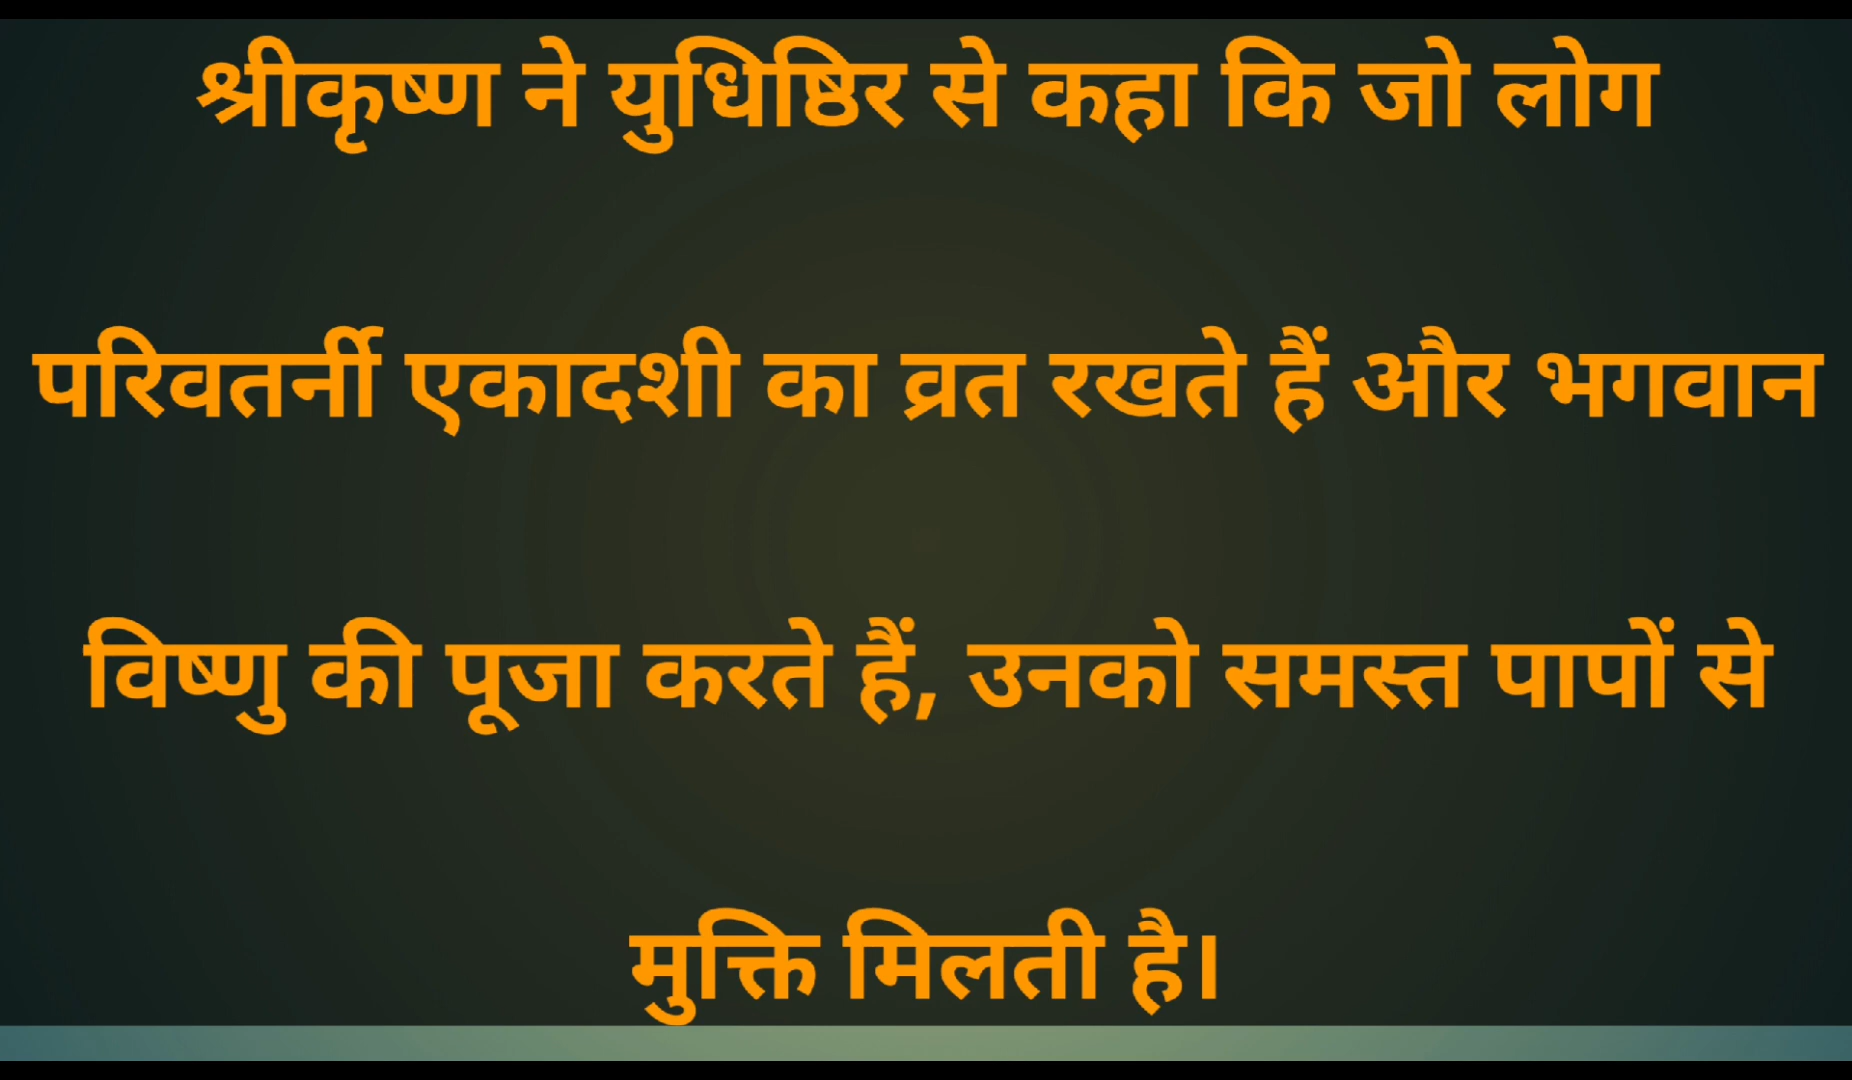 श्रीकृष्ण ने युधिष्ठिर से कहा कि जो लोग
परिवतर्नी एकादशी का व्रत रखते हैं और भगवान
विष्णु की पूजा करते हैं, उनको समस्त पापों से
मुक्ति मिलती है।